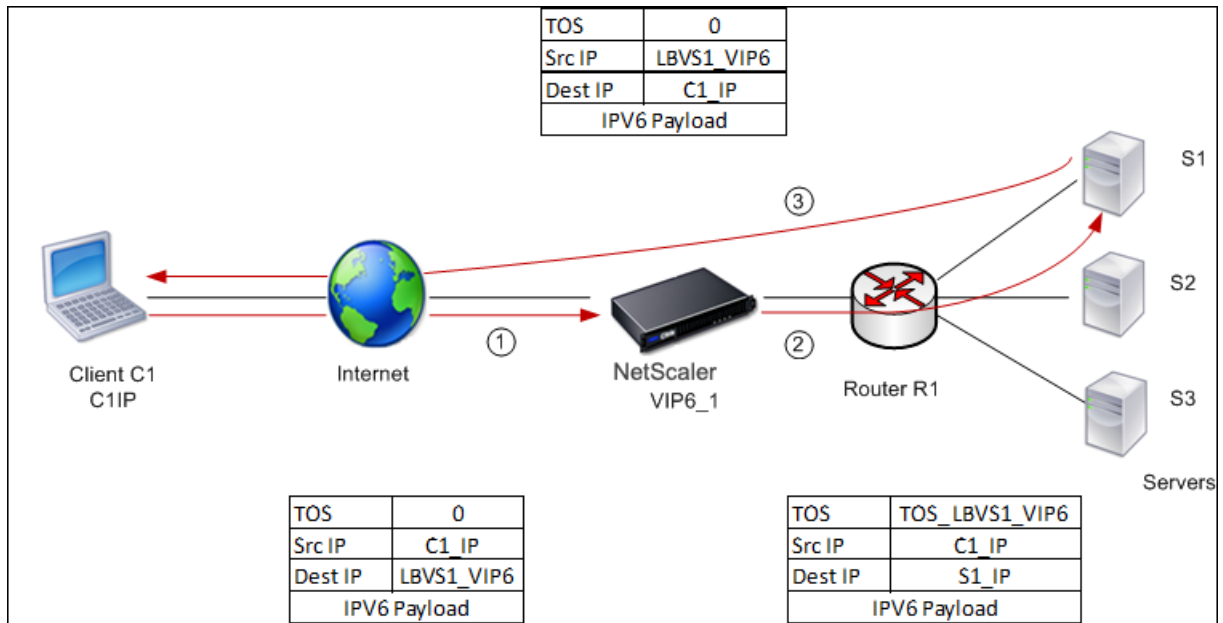 TOS 0
Src IP LBVS1_VIP6
Dest IP C1_IP
IPV6 Payload
S1
③
S2
①
②
Client C1
C1IP
Internet
NetScaler
VIP6_1
Router R1
S3
Servers
TOS 0
Src IP C1_IP
Dest IP LBVS1_VIP6
IPV6 Payload
TOS TOS_LBVS1_VIP6
Src IP C1_IP
Dest IP S1_IP
IPV6 Payload